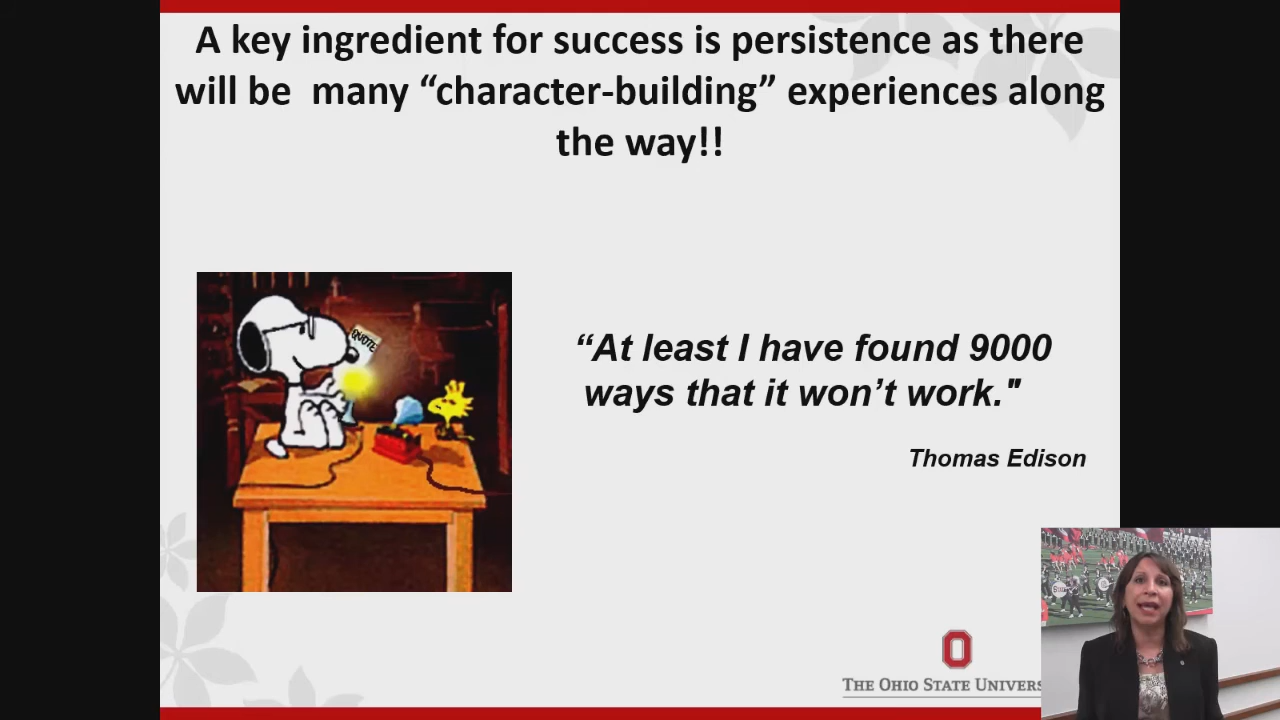 A key ingredient for success is persistence as there
will be  many “character-building” experiences along
the way!!
QUOTE
“At least I have found 9000
ways that it won’t work."
Thomas Edison
O
THE OHIO STATE UNIVERS